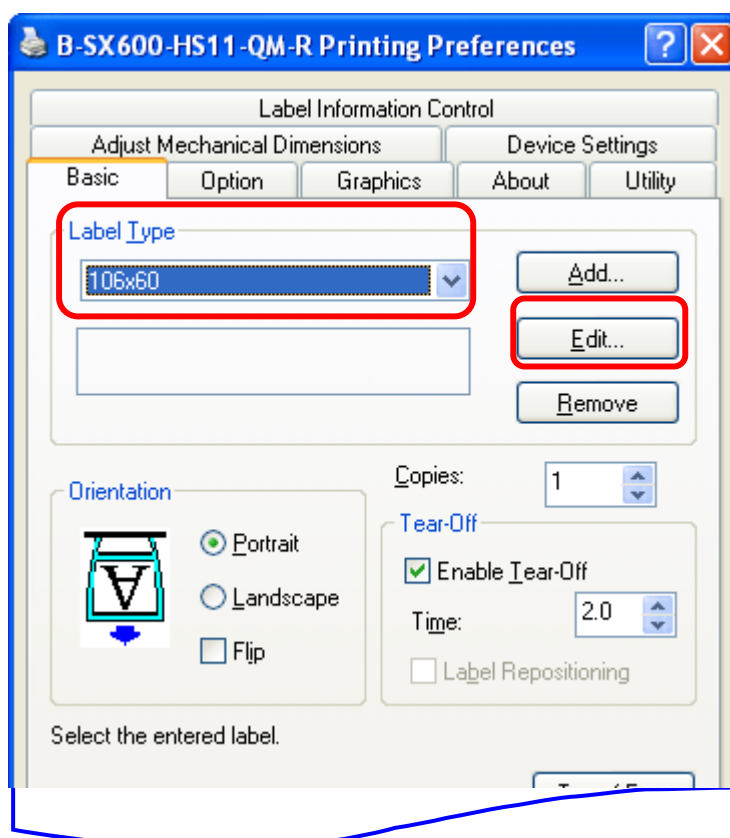 B-SX600-HS11-QM-R Printing Preferences
Label Information Control
Adjust Mechanical Dimensions Device Settings
Basic Option Graphics About Utility
Label Type
106x60
Add...
Edit...
Remove
Orientation
Portrait
Landscape
Flip
Copies: 1
Tear-Off
Enable Tear-Off
Time: 2.0
Label Repositioning
Select the entered label.